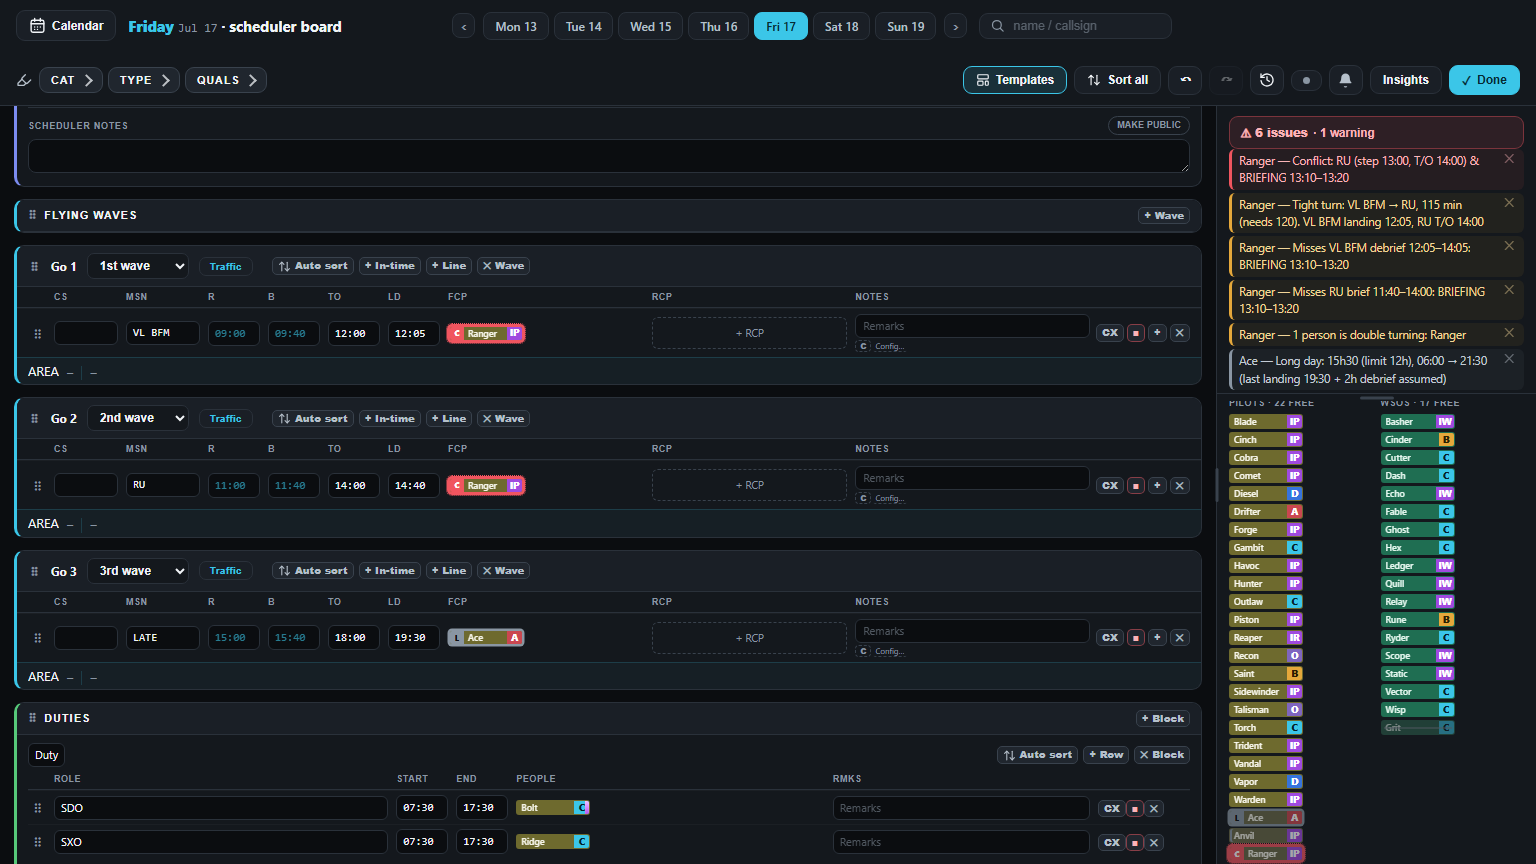 Calendar
Friday Jul 17 · scheduler board
‹
Mon 13
Tue 14
Wed 15
Thu 16
Fri 17
Sat 18
Sun 19
›
name / callsign
CAT
TYPE
QUALS
Templates
Sort all
Insights
✓ Done
SCHEDULER NOTES
MAKE PUBLIC
FLYING WAVES
+ Wave
Go 1
1st wave
Traffic
Auto sort
+ In-time
+ Line
✕ Wave
CS MSN R B TO LD FCP RCP NOTES
VL BFM 09:00 09:40 12:00 12:05 C Ranger IP + RCP Remarks CX ■ + ✕
C Config...
AREA – | –
Go 2
2nd wave
Traffic
Auto sort
+ In-time
+ Line
✕ Wave
CS MSN R B TO LD FCP RCP NOTES
RU 11:00 11:40 14:00 14:40 C Ranger IP + RCP Remarks CX ■ + ✕
C Config...
AREA – | –
Go 3
3rd wave
Traffic
Auto sort
+ In-time
+ Line
✕ Wave
CS MSN R B TO LD FCP RCP NOTES
LATE 15:00 15:40 18:00 19:30 L Ace A + RCP Remarks CX ■ + ✕
C Config...
AREA – | –
DUTIES
+ Block
Duty
Auto sort
+ Row
✕ Block
ROLE START END PEOPLE RMKS
SDO 07:30 17:30 Bolt C Remarks CX ■ ✕
SXO 07:30 17:30 Ridge C Remarks CX ■ ✕
⚠ 6 issues · 1 warning
Ranger — Conflict: RU (step 13:00, T/O 14:00) &
BRIEFING 13:10–13:20
Ranger — Tight turn: VL BFM → RU, 115 min
(needs 120). VL BFM landing 12:05, RU T/O 14:00
Ranger — Misses VL BFM debrief 12:05–14:05:
BRIEFING 13:10–13:20
Ranger — Misses RU brief 11:40–14:00: BRIEFING
13:10–13:20
Ranger — 1 person is double turning: Ranger
Ace — Long day: 15h30 (limit 12h), 06:00 → 21:30
(last landing 19:30 + 2h debrief assumed)
PILOTS · 22 FREE
Blade IP
Cinch IP
Cobra IP
Comet IP
Diesel D
Drifter A
Forge IP
Gambit C
Havoc IP
Hunter IP
Outlaw C
Piston IP
Reaper IR
Recon O
Saint B
Sidewinder IP
Talisman O
Torch C
Trident IP
Vandal IP
Vapor D
Warden IP
L Ace A
Anvil IP
C Ranger IP
WSOS · 17 FREE
Basher IW
Cinder B
Cutter C
Dash C
Echo IW
Fable C
Ghost C
Hex C
Ledger IW
Quill IW
Relay IW
Rune B
Ryder C
Scope IW
Static IW
Vector C
Wisp C
Grit C